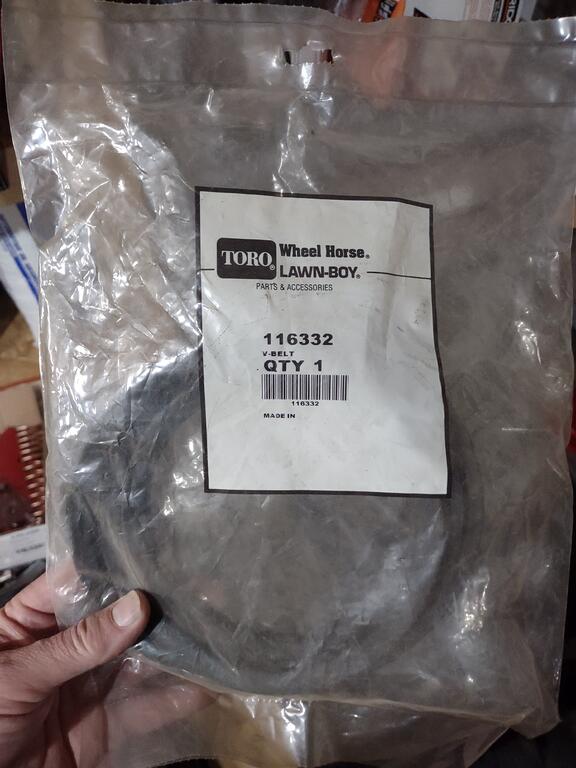 TORO® Wheel Horse®
LAWN-BOY®
PARTS & ACCESSORIES
116332
V-BELT
QTY 1
116332
MADE IN